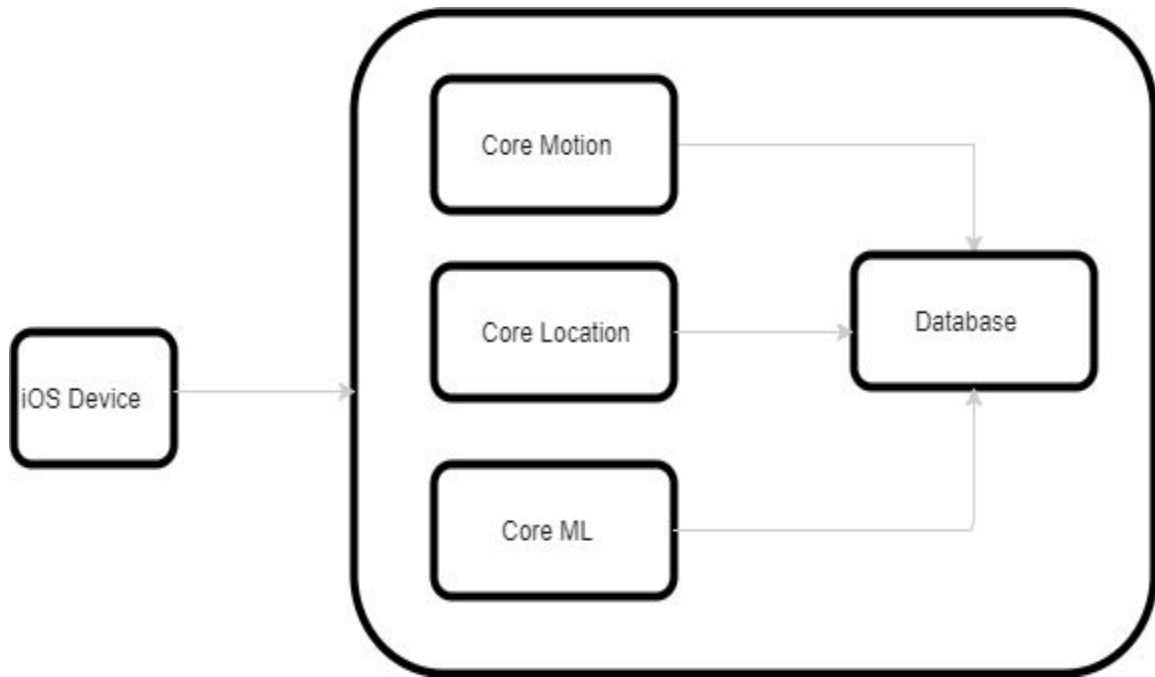 Core Motion
Core Location
Database
iOS Device
Core ML